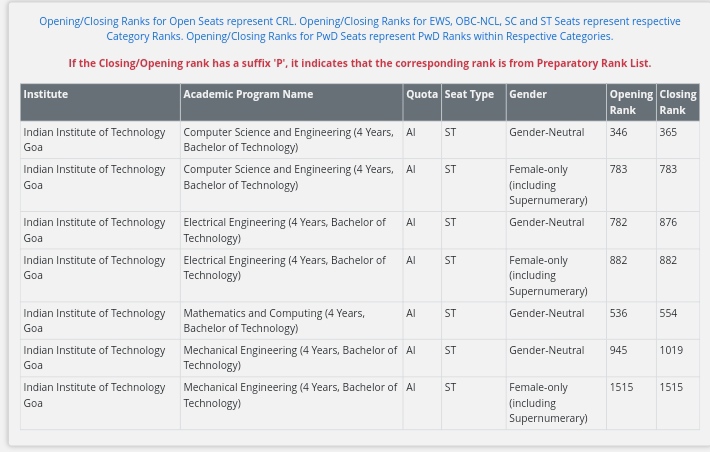 Opening/Closing Ranks for Open Seats represent CRL. Opening/Closing Ranks for EWS, OBC-NCL, SC and ST Seats represent respective
Category Ranks. Opening/Closing Ranks for PwD Seats represent PwD Ranks within Respective Categories.
If the Closing/Opening rank has a suffix 'P', it indicates that the corresponding rank is from Preparatory Rank List.
Institute Academic Program Name Quota Seat Type Gender Opening Closing
Rank Rank
Indian Institute of Technology Computer Science and Engineering (4 Years, AI ST Gender-Neutral 346 365
Goa Bachelor of Technology)
Indian Institute of Technology Computer Science and Engineering (4 Years, AI ST Female-only 783 783
Goa Bachelor of Technology) (including
Supernumerary)
Indian Institute of Technology Electrical Engineering (4 Years, Bachelor of AI ST Gender-Neutral 782 876
Goa Technology)
Indian Institute of Technology Electrical Engineering (4 Years, Bachelor of AI ST Female-only 882 882
Goa Technology) (including
Supernumerary)
Indian Institute of Technology Mathematics and Computing (4 Years, AI ST Gender-Neutral 536 554
Goa Bachelor of Technology)
Indian Institute of Technology Mechanical Engineering (4 Years, Bachelor of AI ST Gender-Neutral 945 1019
Goa Technology)
Indian Institute of Technology Mechanical Engineering (4 Years, Bachelor of AI ST Female-only 1515 1515
Goa Technology) (including
Supernumerary)